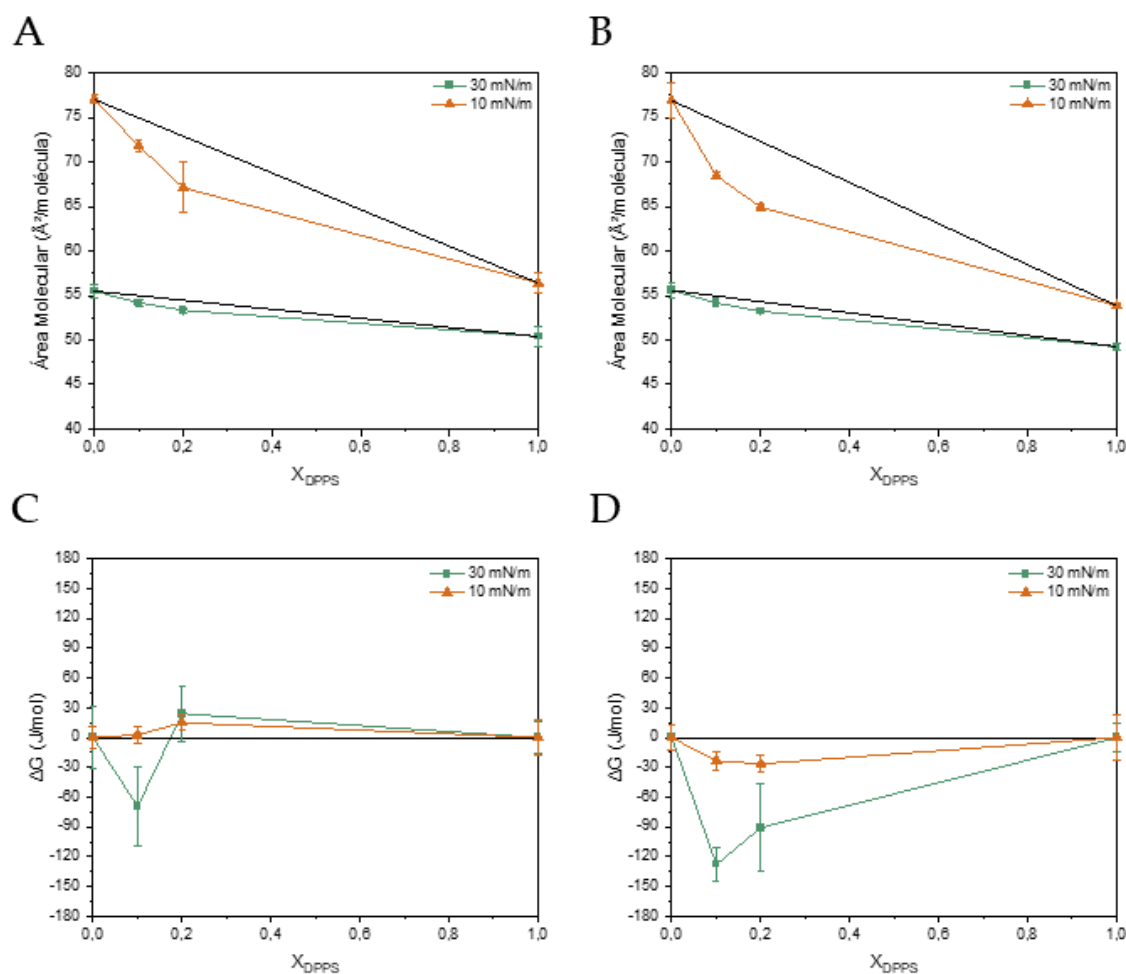 A
B
Área Molecular (Å²/molécula)
80
75
70
65
60
55
50
45
40
30 mN/m
10 mN/m
0,0 0,2 0,4 0,6 0,8 1,0
X_DPPS
Área Molecular (Å²/molécula)
80
75
70
65
60
55
50
45
40
30 mN/m
10 mN/m
0,0 0,2 0,4 0,6 0,8 1,0
X_DPPS
C
D
ΔG (J/mol)
180
150
120
90
60
30
0
-30
-60
-90
-120
-150
-180
30 mN/m
10 mN/m
0,0 0,2 0,4 0,6 0,8 1,0
X_DPPS
ΔG (J/mol)
180
150
120
90
60
30
0
-30
-60
-90
-120
-150
-180
30 mN/m
10 mN/m
0,0 0,2 0,4 0,6 0,8 1,0
X_DPPS